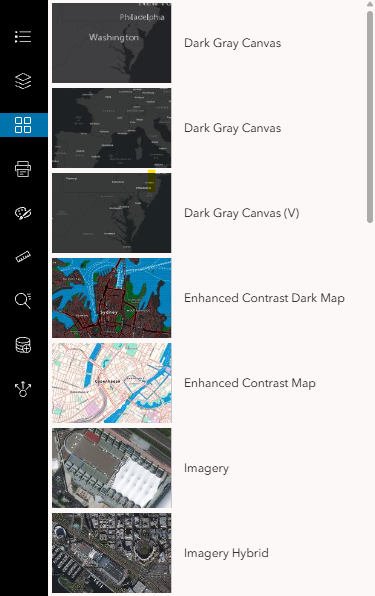 Philadelphia
Washington
Dark Gray Canvas
Dark Gray Canvas
Dark Gray Canvas (V)
Sydney
Enhanced Contrast Dark Map
Copenhagen
Enhanced Contrast Map
Imagery
Imagery Hybrid